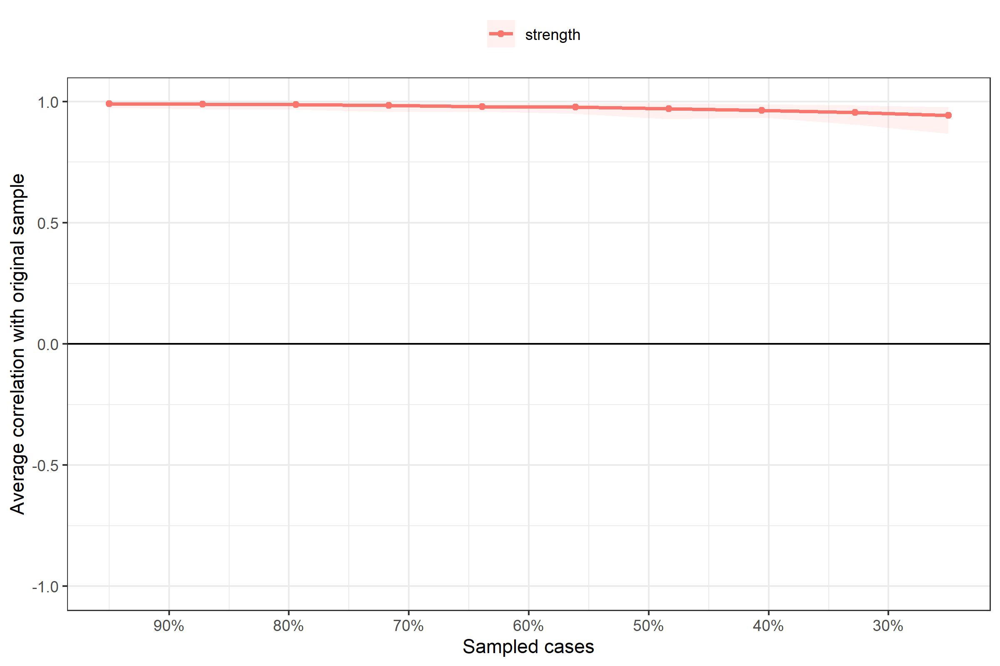 strength
Average correlation with original sample
1.0
0.5
0.0
-0.5
-1.0
90% 80% 70% 60% 50% 40% 30%
Sampled cases